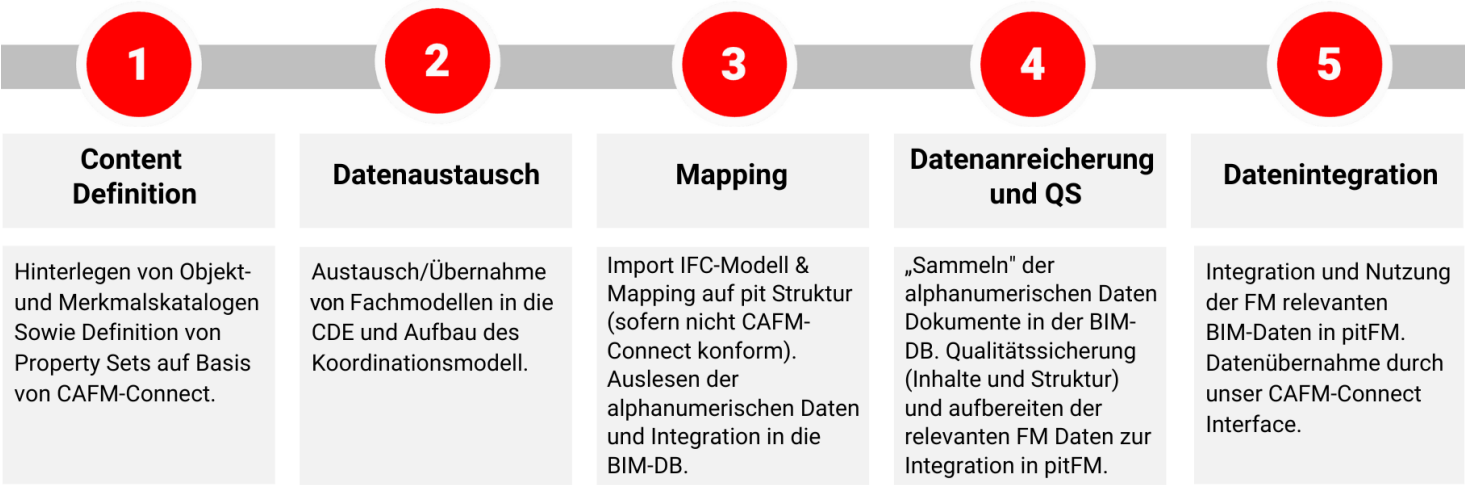 1
2
3
4
5
Content
Definition
Datenaustausch
Mapping
Datenanreicherung
und QS
Datenintegration
Hinterlegen von Objekt-
und Merkmalskatalogen
Sowie Definition von
Property Sets auf Basis
von CAFM-Connect.
Austausch/Übernahme
von Fachmodellen in die
CDE und Aufbau des
Koordinationsmodell.
Import IFC-Modell &
Mapping auf pit Struktur
(sofern nicht CAFM-
Connect konform).
Auslesen der
alphanumerischen Daten
und Integration in die
BIM-DB.
„Sammeln" der
alphanumerischen Daten
Dokumente in der BIM-
DB. Qualitätssicherung
(Inhalte und Struktur)
und aufbereiten der
relevanten FM Daten zur
Integration in pitFM.
Integration und Nutzung
der FM relevanten
BIM-Daten in pitFM.
Datenübernahme durch
unser CAFM-Connect
Interface.